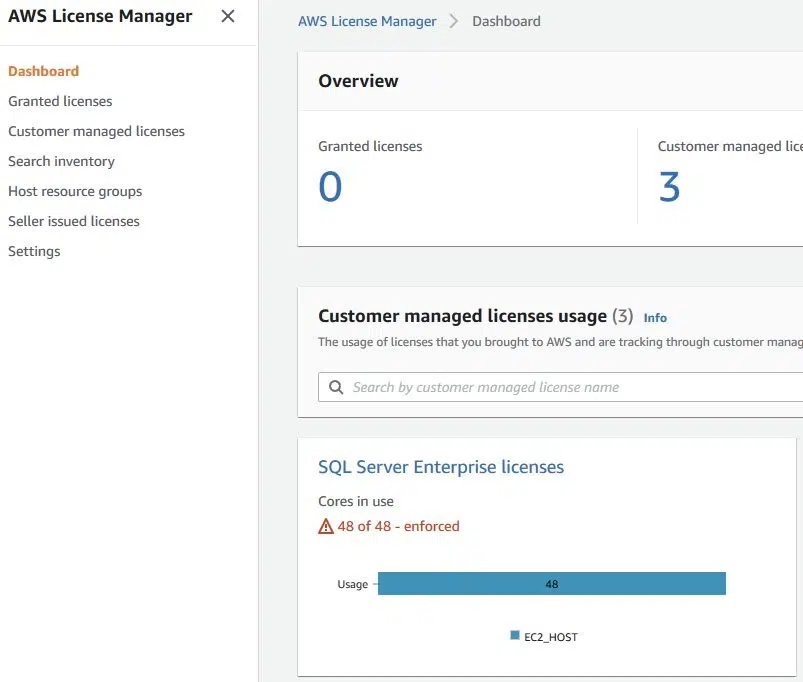 AWS License Manager
Dashboard
Granted licenses
Customer managed licenses
Search inventory
Host resource groups
Seller issued licenses
Settings
AWS License Manager > Dashboard
Overview
Granted licenses
0
Customer managed lice
3
Customer managed licenses usage (3) Info
The usage of licenses that you brought to AWS and are tracking through customer manag
Search by customer managed license name
SQL Server Enterprise licenses
Cores in use
48 of 48 - enforced
Usage 48
EC2_HOST